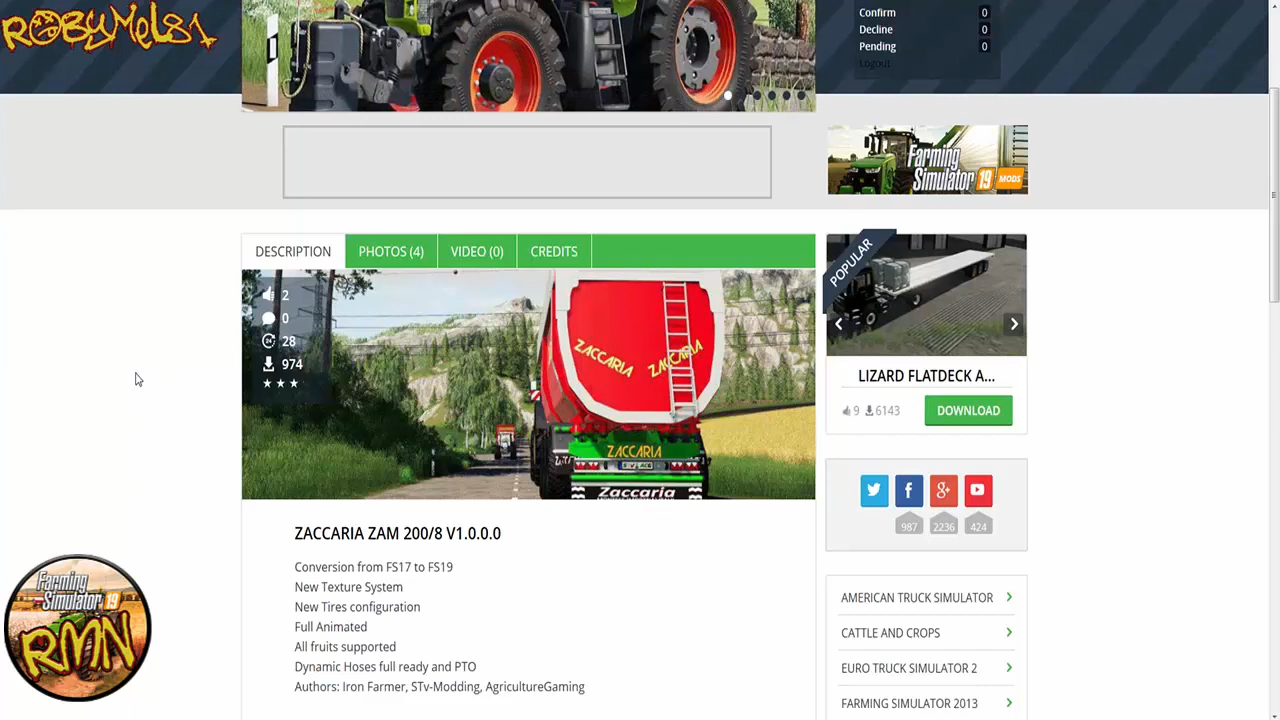 RobyMel81
Confirm 0
Decline 0
Pending 0
Logout
Farming Simulator 19 MODS
DESCRIPTION
PHOTOS (4)
VIDEO (0)
CREDITS
2
0
24 28
974
ZACCARIA ZACCARIA
ZACCARIA
Zaccaria
POPULAR
LIZARD FLATDECK A...
9 6143 DOWNLOAD
987 2236 424
ZACCARIA ZAM 200/8 V1.0.0.0
Conversion from FS17 to FS19
New Texture System
New Tires configuration
Full Animated
All fruits supported
Dynamic Hoses full ready and PTO
Authors: Iron Farmer, STv-Modding, AgricultureGaming
AMERICAN TRUCK SIMULATOR
CATTLE AND CROPS
EURO TRUCK SIMULATOR 2
FARMING SIMULATOR 2013
Farming Simulator 19
RMN